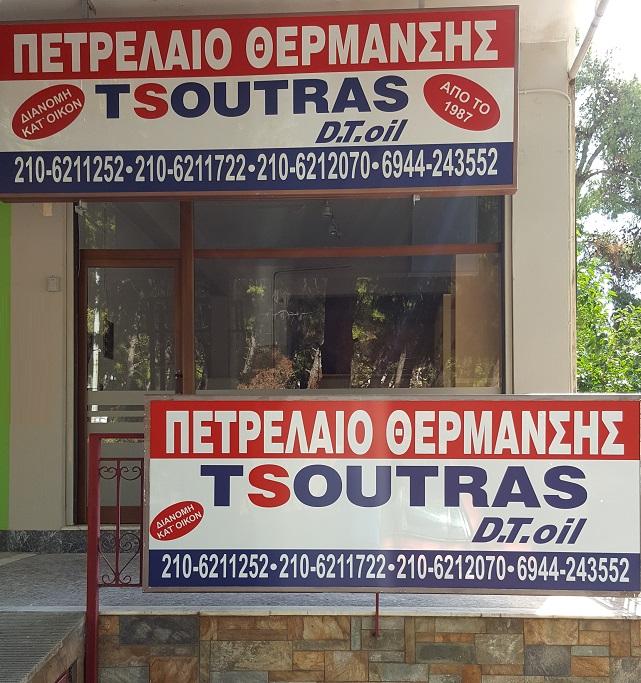 ΠΕΤΡΕΛΑΙΟ ΘΕΡΜΑΝΣΗΣ
ΔΙΑΝΟΜΗ
ΚΑΤ' ΟΙΚΟΝ
TSOUTRAS
D.T.oil
ΑΠΟ ΤΟ
1987
210-6211252•210-6211722•210-6212070•6944-243552
ΠΕΤΡΕΛΑΙΟ ΘΕΡΜΑΝΣΗΣ
TSOUTRAS
ΔΙΑΝΟΜΗ
ΚΑΤ' ΟΙΚΟΝ
D.T.oil
210-6211252•210-6211722•210-6212070•6944-243552